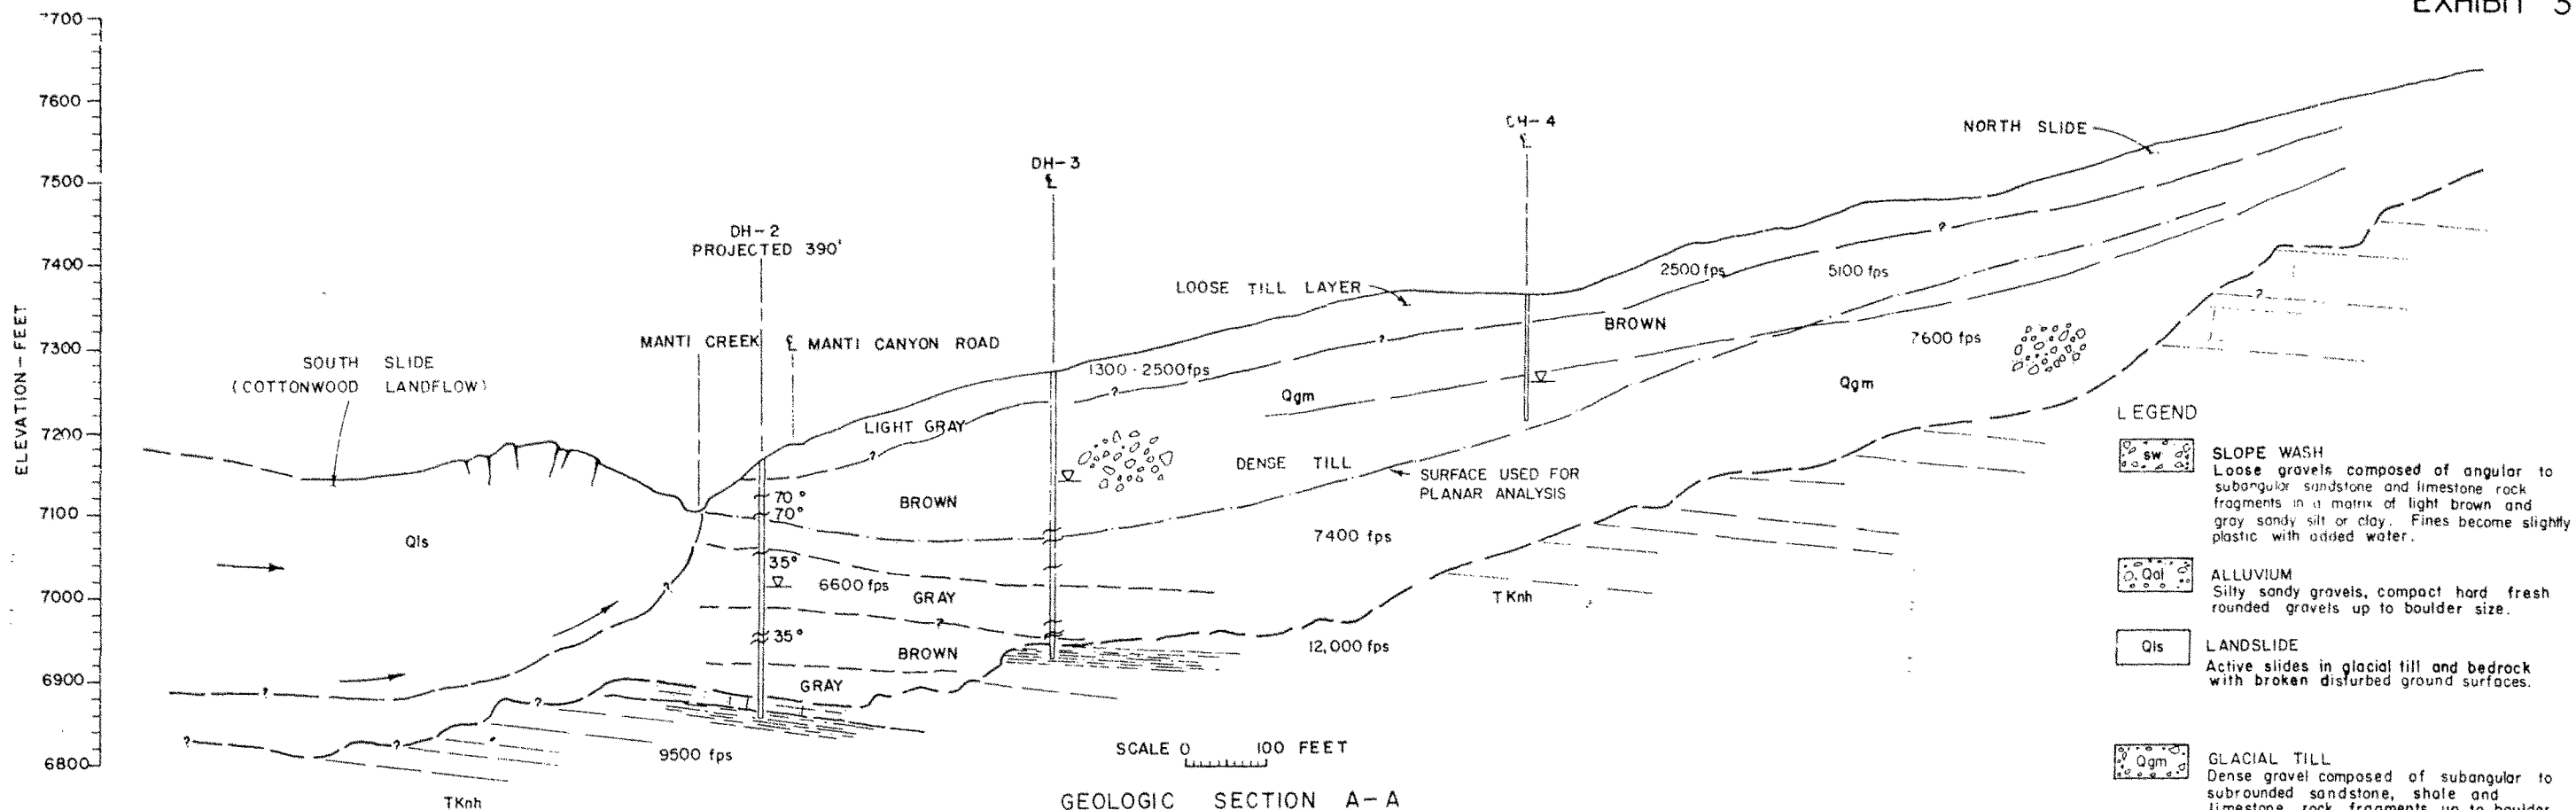 EXHIBIT 3
7700
7600
7500
7400
7300
7200
7100
7000
6900
6800
ELEVATION-FEET
SOUTH SLIDE
(COTTONWOOD LANDFLOW)
MANTI CREEK
DH-2
PROJECTED 390'
℄ MANTI CANYON ROAD
DH-3
℄
LOOSE TILL LAYER
℄
NORTH SLIDE
LIGHT GRAY
1300-2500fps
2500 fps
5100 fps
7600 fps
BROWN
Qgm
Qgm
DENSE TILL
SURFACE USED FOR
PLANAR ANALYSIS
BROWN
70°
70°
35°
6600 fps
GRAY
35°
BROWN
GRAY
7400 fps
12,000 fps
9500 fps
Qls
TKnh
TKnh
?
?
?
?
?
?
?
?
?
?
?
SCALE 0 100 FEET
GEOLOGIC SECTION A-A
LEGEND
sw
SLOPE WASH
Loose gravels composed of angular to
subangular sandstone and limestone rock
fragments in a matrix of light brown and
gray sandy silt or clay. Fines become slightly
plastic with added water.
Qal
ALLUVIUM
Silty sandy gravels, compact hard fresh
rounded gravels up to boulder size.
Qls
LANDSLIDE
Active slides in glacial till and bedrock
with broken disturbed ground surfaces.
Qgm
GLACIAL TILL
Dense gravel composed of subangular to
subrounded sandstone, shale and
limestone rock fragments up to boulder